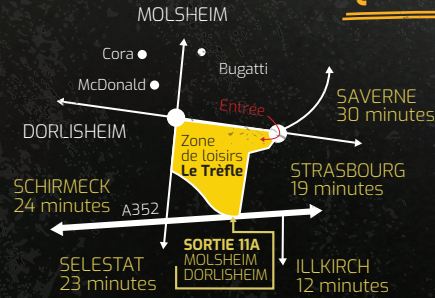 MOLSHEIM
Cora
Bugatti
McDonald
Entrée
SAVERNE
30 minutes
DORLISHEIM
Zone
de loisirs
Le Trèfle
STRASBOURG
19 minutes
SCHIRMECK
24 minutes
A352
SORTIE 11A
MOLSHEIM
DORLISHEIM
SELESTAT
23 minutes
ILLKIRCH
12 minutes